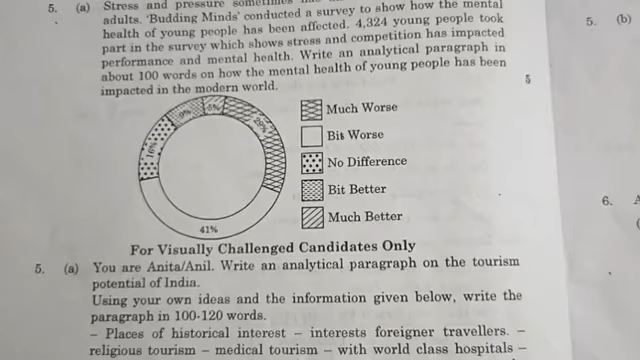 5. (a) Stress and pressure sometimes
adults. 'Budding Minds' conducted a survey to show how the mental
health of young people has been affected. 4,324 young people took
part in the survey which shows stress and competition has impacted
performance and mental health. Write an analytical paragraph in
about 100 words on how the mental health of young people has been
impacted in the modern world.
5
9%
5%
29%
16%
41%
Much Worse
Bit Worse
No Difference
Bit Better
Much Better
For Visually Challenged Candidates Only
5. (a) You are Anita/Anil. Write an analytical paragraph on the tourism
potential of India.
Using your own ideas and the information given below, write the
paragraph in 100-120 words.
– Places of historical interest – interests foreigner travellers. –
religious tourism – medical tourism – with world class hospitals –
5. (b)
6. A
(